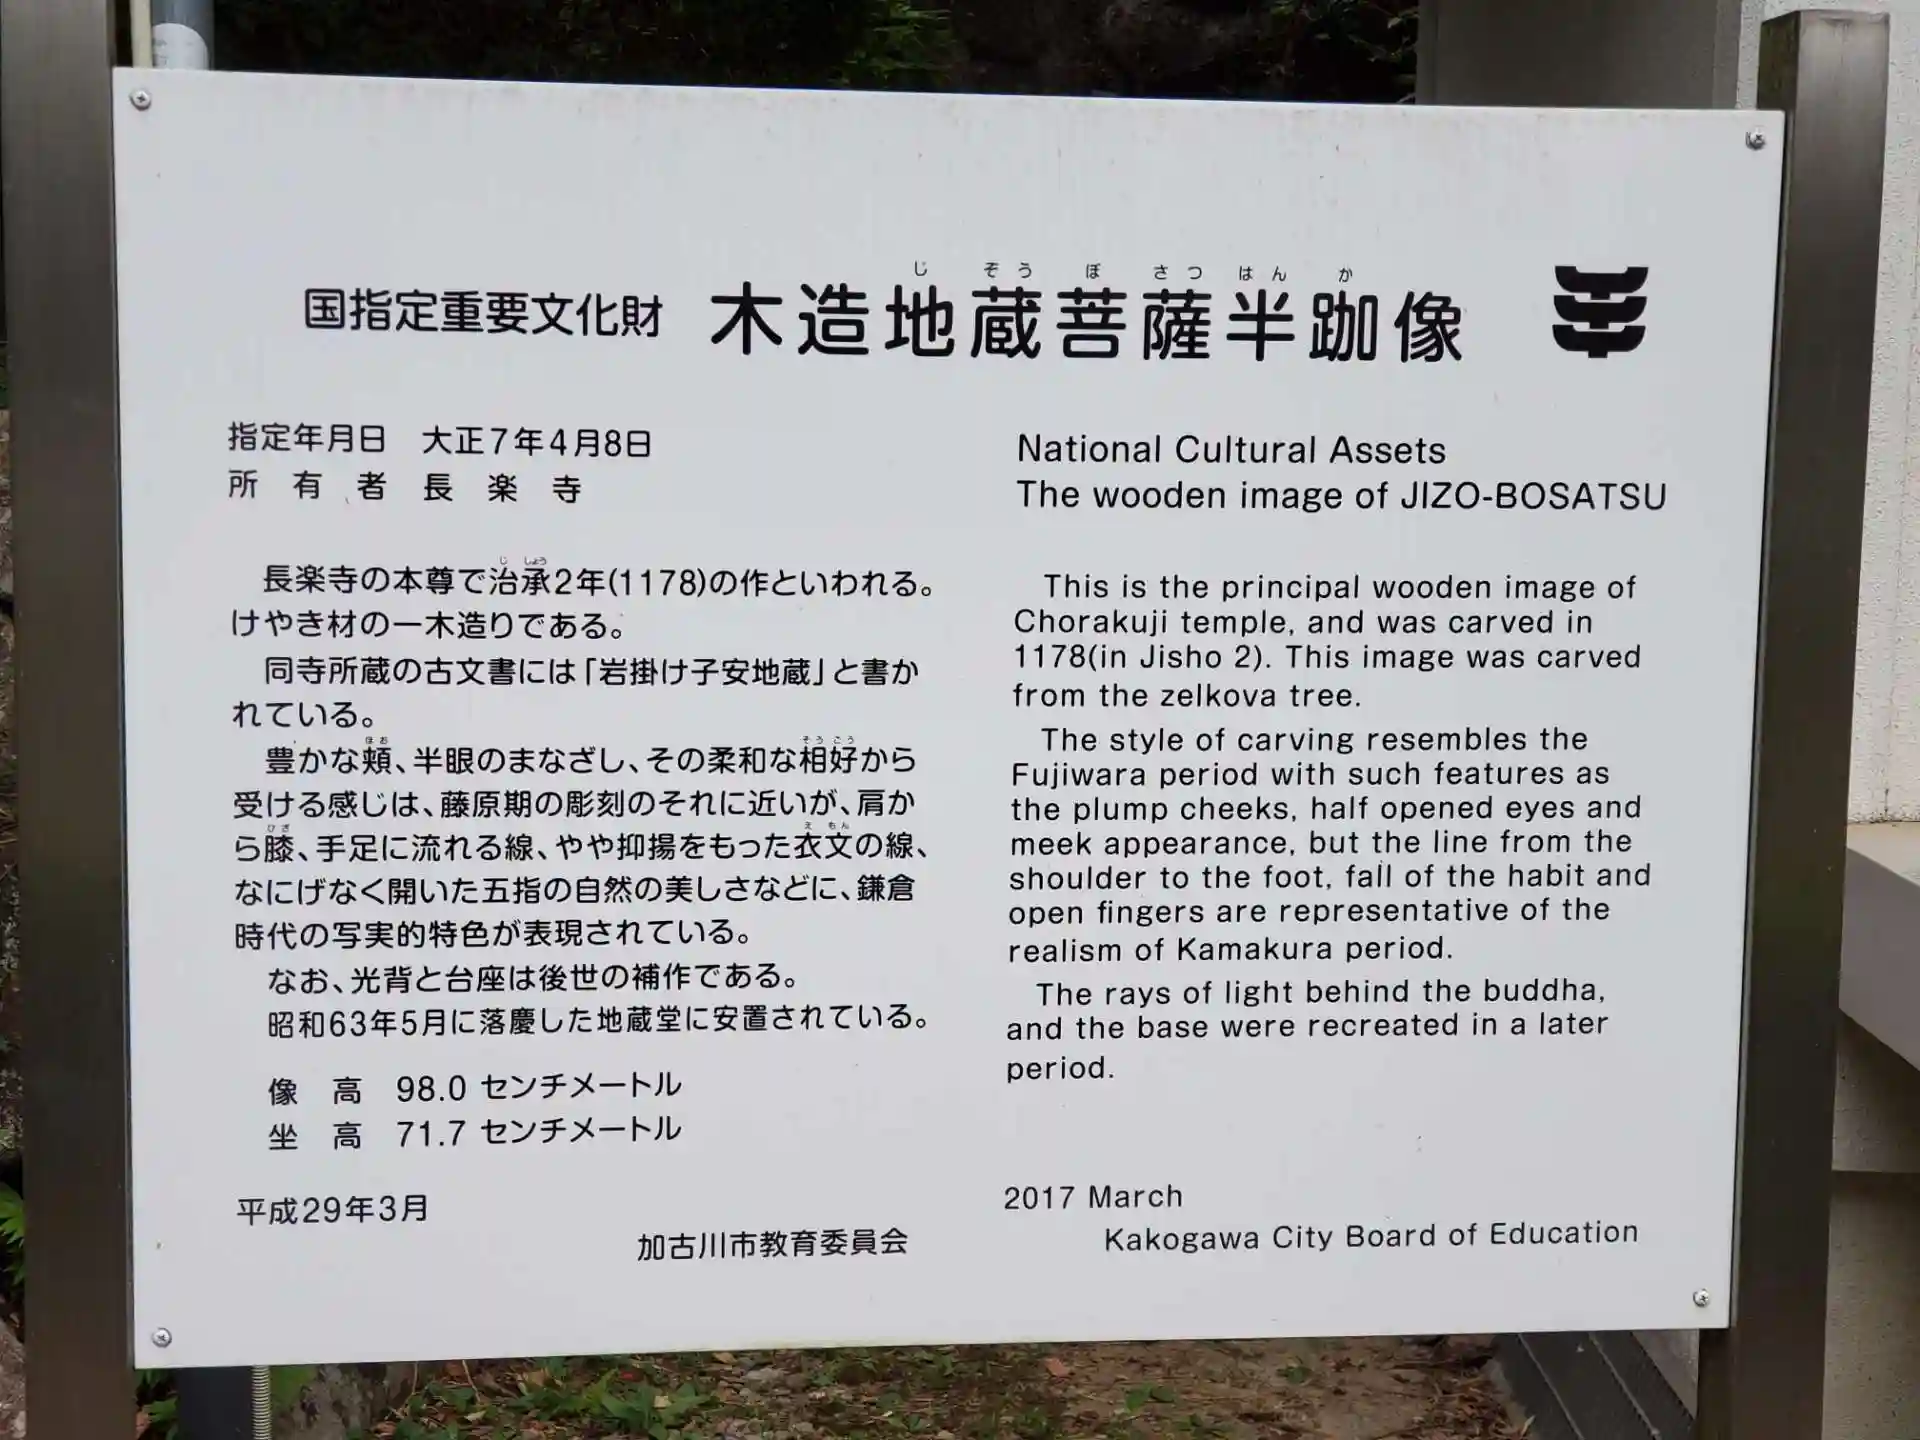 国指定重要文化財 木造地蔵菩薩半跏像
じ ぞう ぼ さつ はん か
指定年月日 大正7年4月8日
所有者 長楽寺
長楽寺の本尊で治承2年(1178)の作といわれる。
じ しょう
けやき材の一木造りである。
同寺所蔵の古文書には「岩掛け子安地蔵」と書か
れている。
豊かな頬、半眼のまなざし、その柔和な相好から
ほお そうごう
受ける感じは、藤原期の彫刻のそれに近いが、肩か
ら膝、手足に流れる線、やや抑揚をもった衣文の線、
ひざ えもん
なにげなく開いた五指の自然の美しさなどに、鎌倉
時代の写実的特色が表現されている。
なお、光背と台座は後世の補作である。
昭和63年5月に落慶した地蔵堂に安置されている。
像高 98.0 センチメートル
坐高 71.7 センチメートル
平成29年3月
加古川市教育委員会
National Cultural Assets
The wooden image of JIZO-BOSATSU
This is the principal wooden image of
Chorakuji temple, and was carved in
1178(in Jisho 2). This image was carved
from the zelkova tree.
The style of carving resembles the
Fujiwara period with such features as
the plump cheeks, half opened eyes and
meek appearance, but the line from the
shoulder to the foot, fall of the habit and
open fingers are representative of the
realism of Kamakura period.
The rays of light behind the buddha,
and the base were recreated in a later
period.
2017 March
Kakogawa City Board of Education